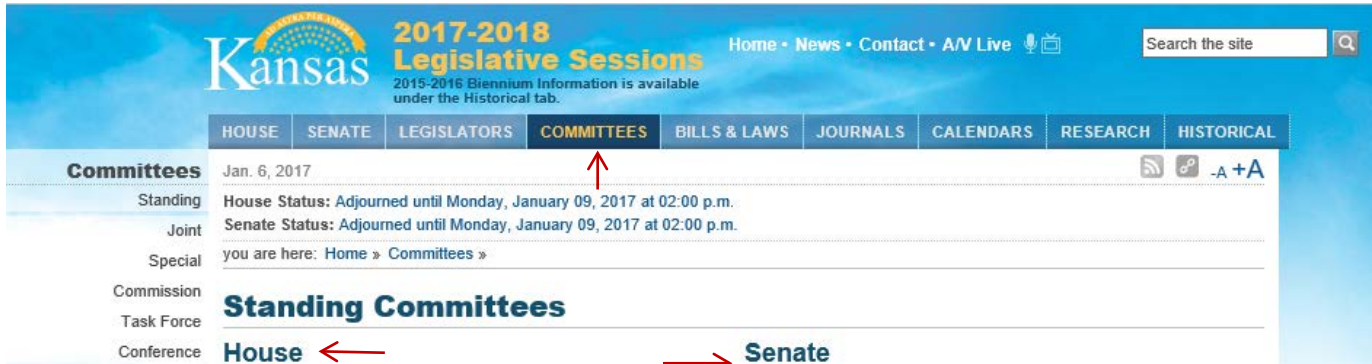 AD ASTRA PER ASPERA
Kansas
2017-2018
Legislative Sessions
2015-2016 Biennium Information is available
under the Historical tab.
Home • News • Contact • A/V Live
Search the site
HOUSE SENATE LEGISLATORS COMMITTEES BILLS & LAWS JOURNALS CALENDARS RESEARCH HISTORICAL
Committees
Standing
Joint
Special
Commission
Task Force
Conference
Jan. 6, 2017
-A +A
House Status: Adjourned until Monday, January 09, 2017 at 02:00 p.m.
Senate Status: Adjourned until Monday, January 09, 2017 at 02:00 p.m.
you are here: Home » Committees »
Standing Committees
House
Senate